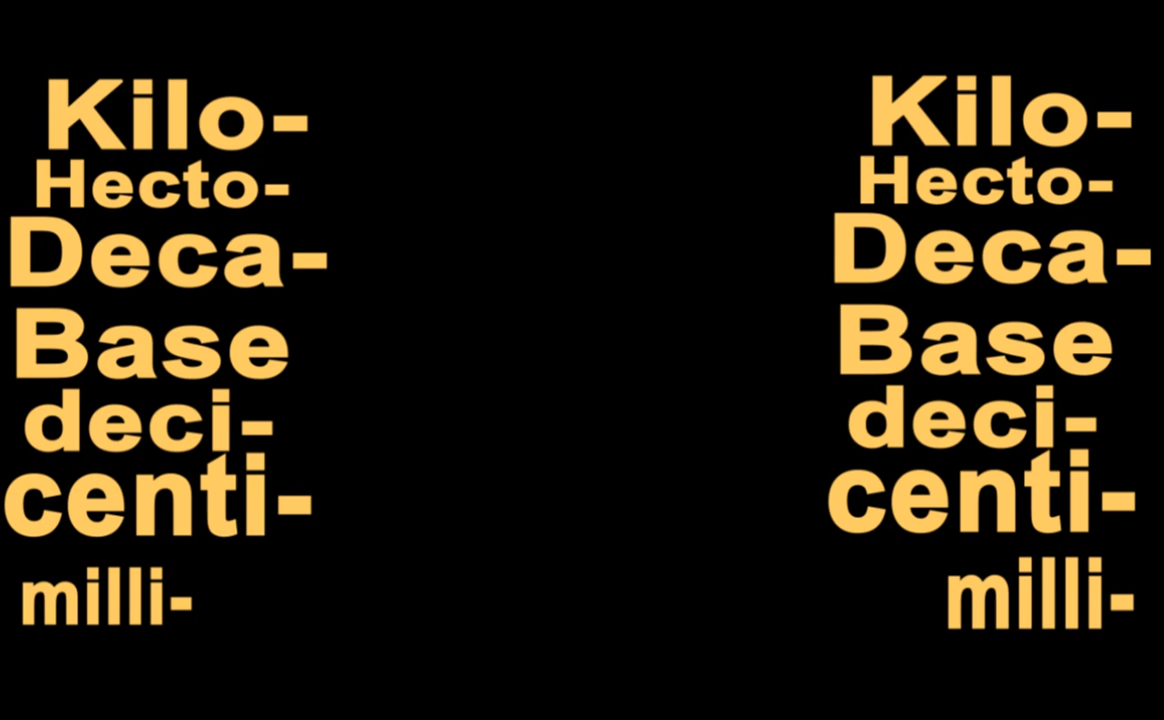 Kilo- Kilo-
Hecto- Hecto-
Deca- Deca-
Base Base
deci- deci-
centi- centi-
milli- milli-